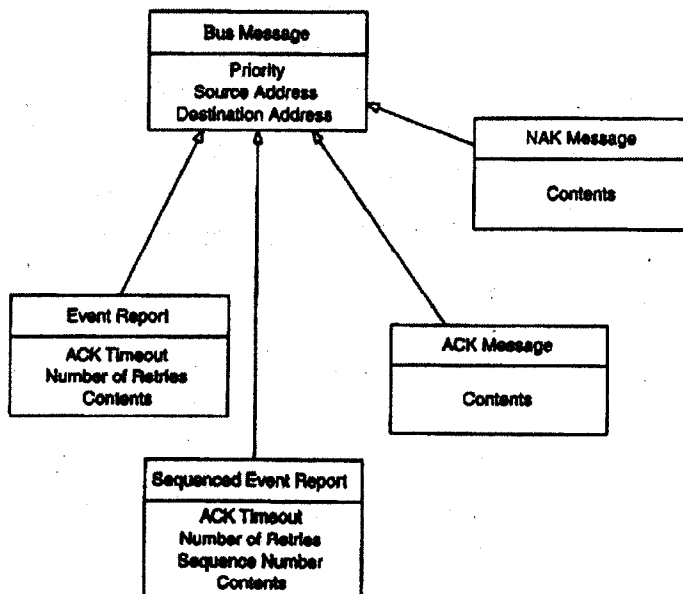 Bus Message
Priority
Source Address
Destination Address
NAK Message
Contents
Event Report
ACK Timeout
Number of Retries
Contents
ACK Message
Contents
Sequenced Event Report
ACK Timeout
Number of Retries
Sequence Number
Contents